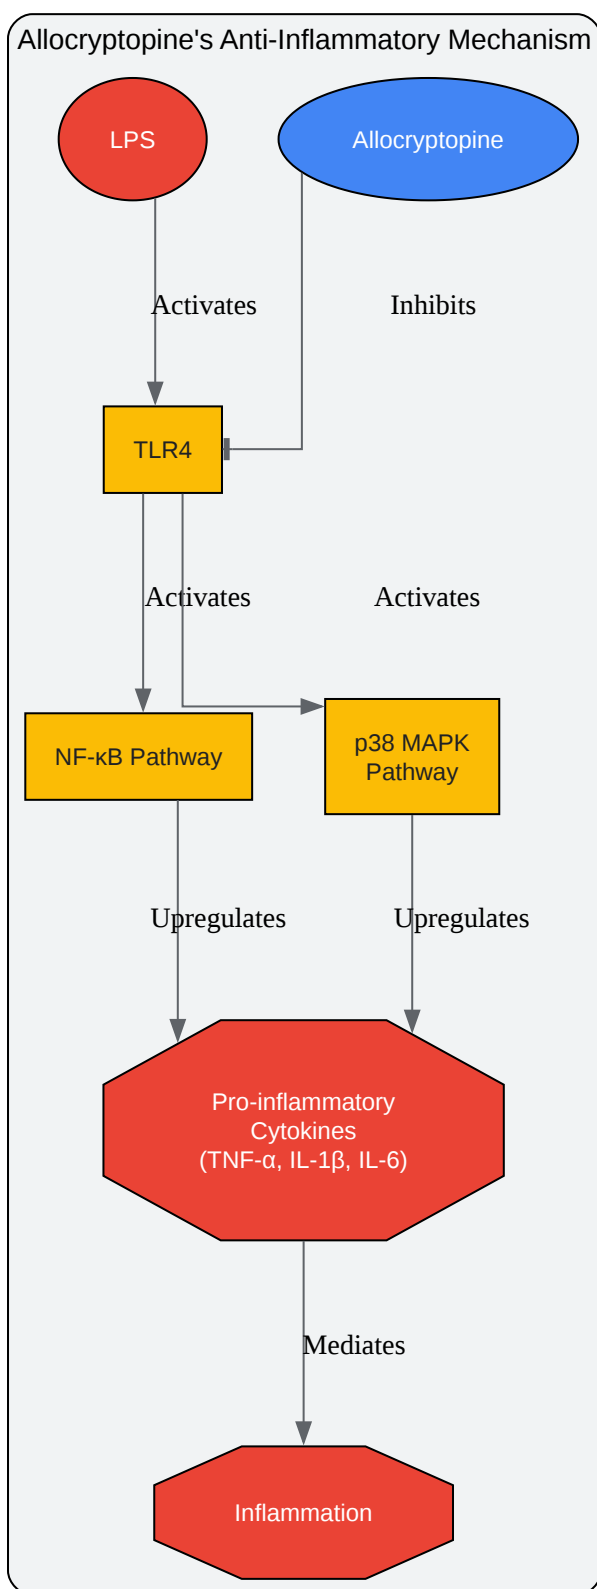 Allocryptopine's Anti-Inflammatory Mechanism
LPS
Allocryptopine
Activates
Inhibits
TLR4
Activates
Activates
NF-κB Pathway
p38 MAPK
Pathway
Upregulates
Upregulates
Pro-inflammatory
Cytokines
(TNF-α, IL-1β, IL-6)
Mediates
Inflammation